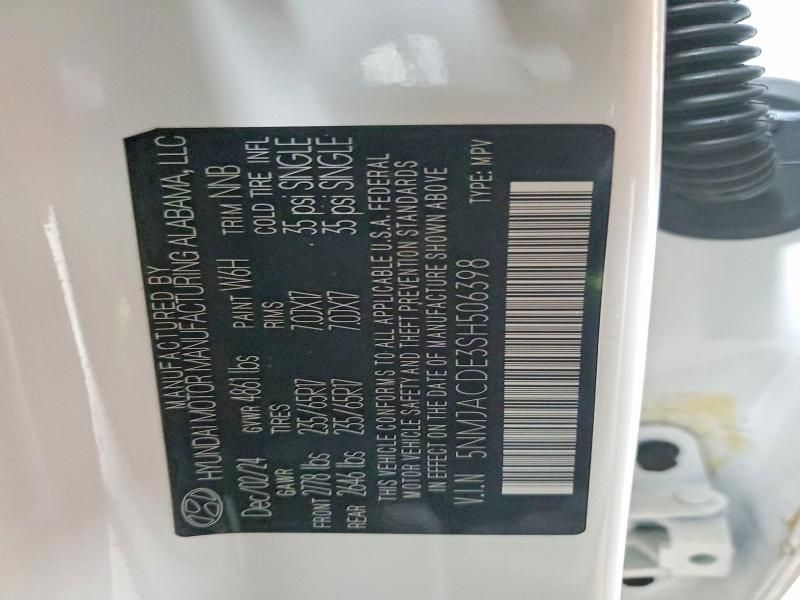 MANUFACTURED BY
HYUNDAI MOTOR MANUFACTURING ALABAMA, LLC
Dec/02/24 GVWR 4861 lbs PAINT W6H TRIM NNB
GAWR TIRES RIMS COLD TIRE INFL
FRONT 2778 lbs 235/65R17 7.0JX17 35 psi SINGLE
REAR 2646 lbs 235/65R17 7.0JX17 35 psi SINGLE
THIS VEHICLE CONFORMS TO ALL APPLICABLE U.S.A. FEDERAL
MOTOR VEHICLE SAFETY AND THEFT PREVENTION STANDARDS
IN EFFECT ON THE DATE OF MANUFACTURE SHOWN ABOVE
V.I.N 5NMJACDE3SH506398 TYPE: MPV